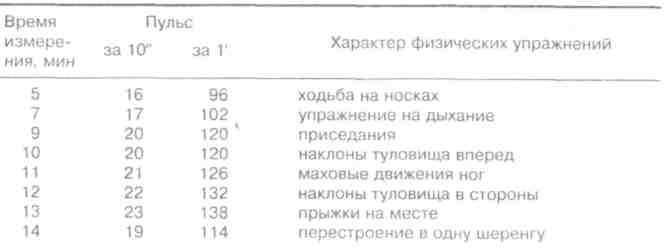 Время Пульс
измере- за 10" за 1' Характер физических упражнений
ния, мин
5 16 96 ходьба на носках
7 17 102 упражнение на дыхание
9 20 120 приседания
10 20 120 наклоны туловища вперед
11 21 126 маховые движения ног
12 22 132 наклоны туловища в стороны
13 23 138 прыжки на месте
14 19 114 перестроение в одну шеренгу